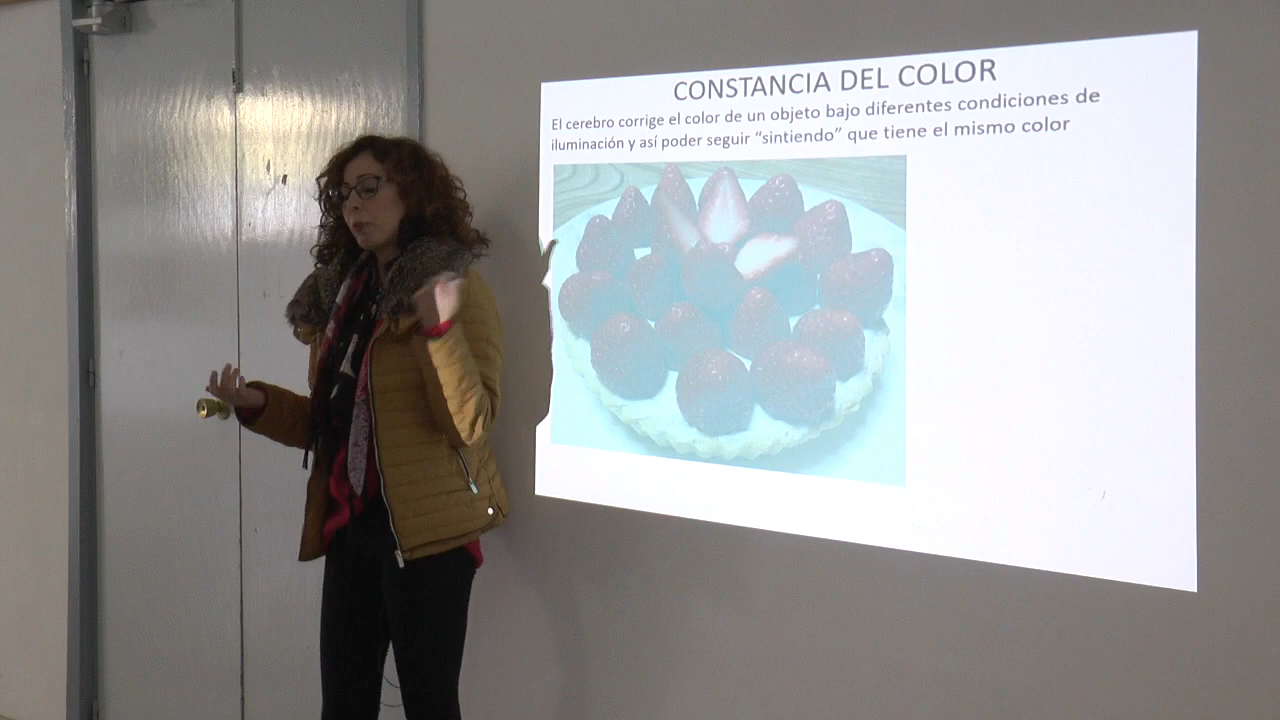 CONSTANCIA DEL COLOR
El cerebro corrige el color de un objeto bajo diferentes condiciones de
iluminación y así poder seguir “sintiendo” que tiene el mismo color